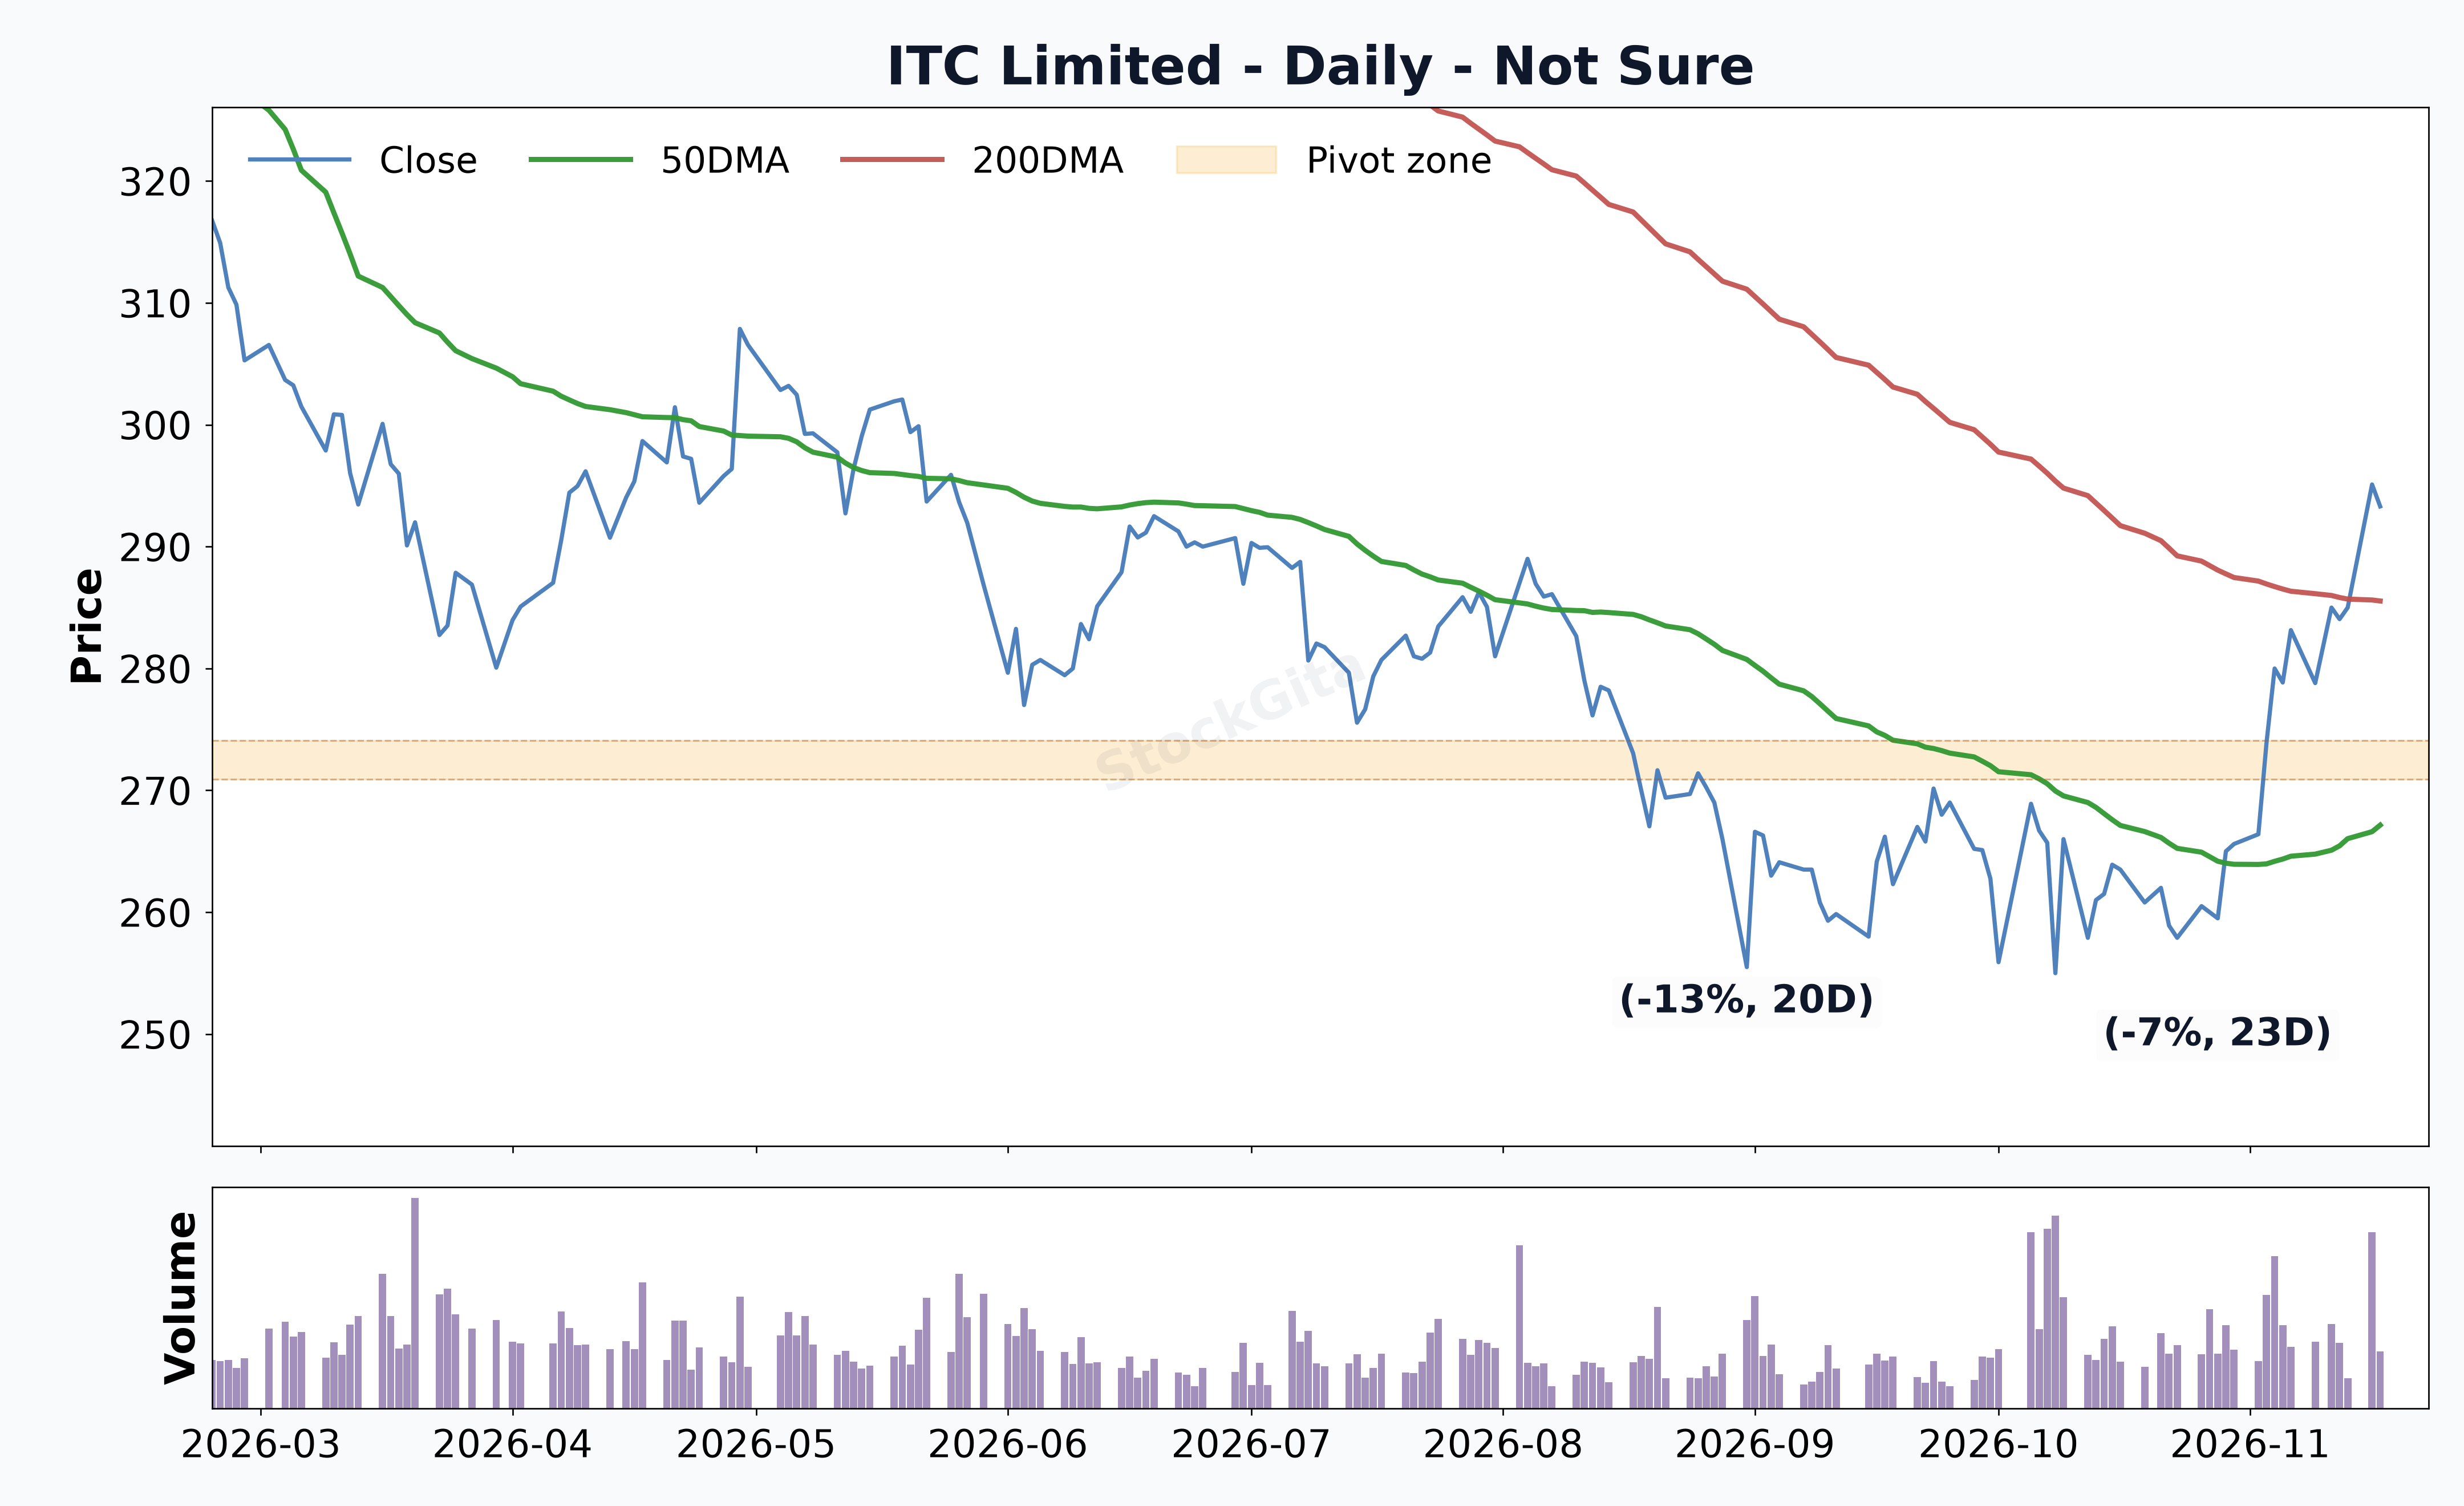 ITC Limited - Daily - Not Sure
Close 50DMA 200DMA Pivot zone
320
310
300
290
280
270
260
250
Price
StockGita
(-13%, 20D)
(-7%, 23D)
Volume
2026-03 2026-04 2026-05 2026-06 2026-07 2026-08 2026-09 2026-10 2026-11